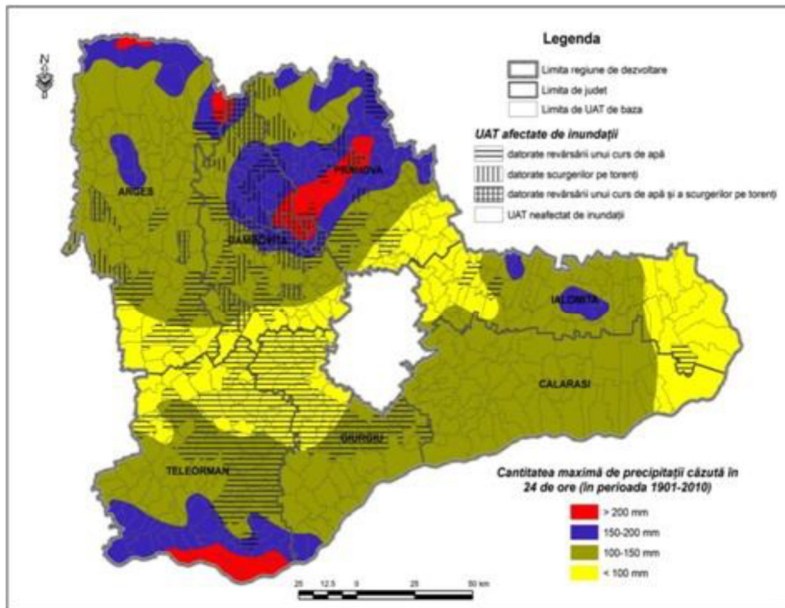 N
Legenda
Limita regiune de dezvoltare
Limita de judet
Limita de UAT de baza
UAT afectate de inundații
datorate revărsării unui curs de apă
datorate scurgerilor pe torenți
datorate revărsării unui curs de apă și a scurgerilor pe torenți
UAT neafectat de inundații
PRAHOVA
ARGES
DAMBOVITA
IALOMITA
CALARASI
GIURGIU
TELEORMAN
Cantitatea maximă de precipitații căzută în
24 de ore (în perioada 1901-2010)
> 200 mm
150-200 mm
100-150 mm
< 100 mm
25 12.5 0 25 50 km